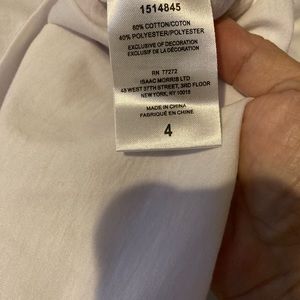 1514845
60% COTTON/COTON
40% POLYESTER/POLYESTER
EXCLUSIVE OF DECORATION
EXCLUSIF DE LA DÉCORATION
RN 77272
ISAAC MORRIS LTD
48 WEST 37TH STREET, 3RD FLOOR
NEW YORK, NY 10018
MADE IN CHINA
FABRIQUÉ EN CHINE
4